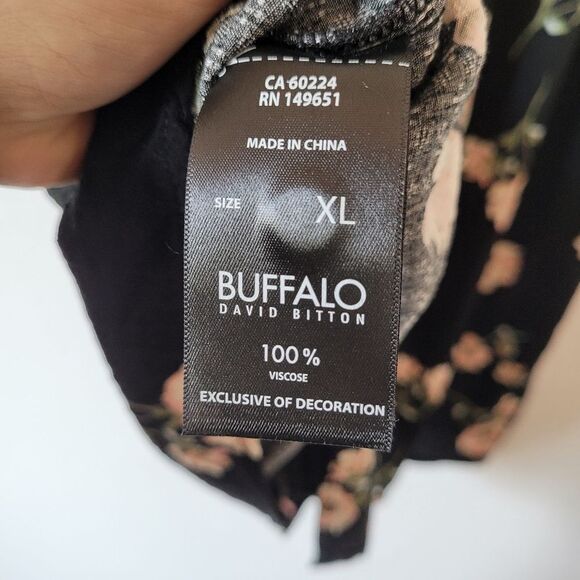 CA 60224
RN 149651
MADE IN CHINA
SIZE XL
BUFFALO
DAVID BITTON
100 %
VISCOSE
EXCLUSIVE OF DECORATION